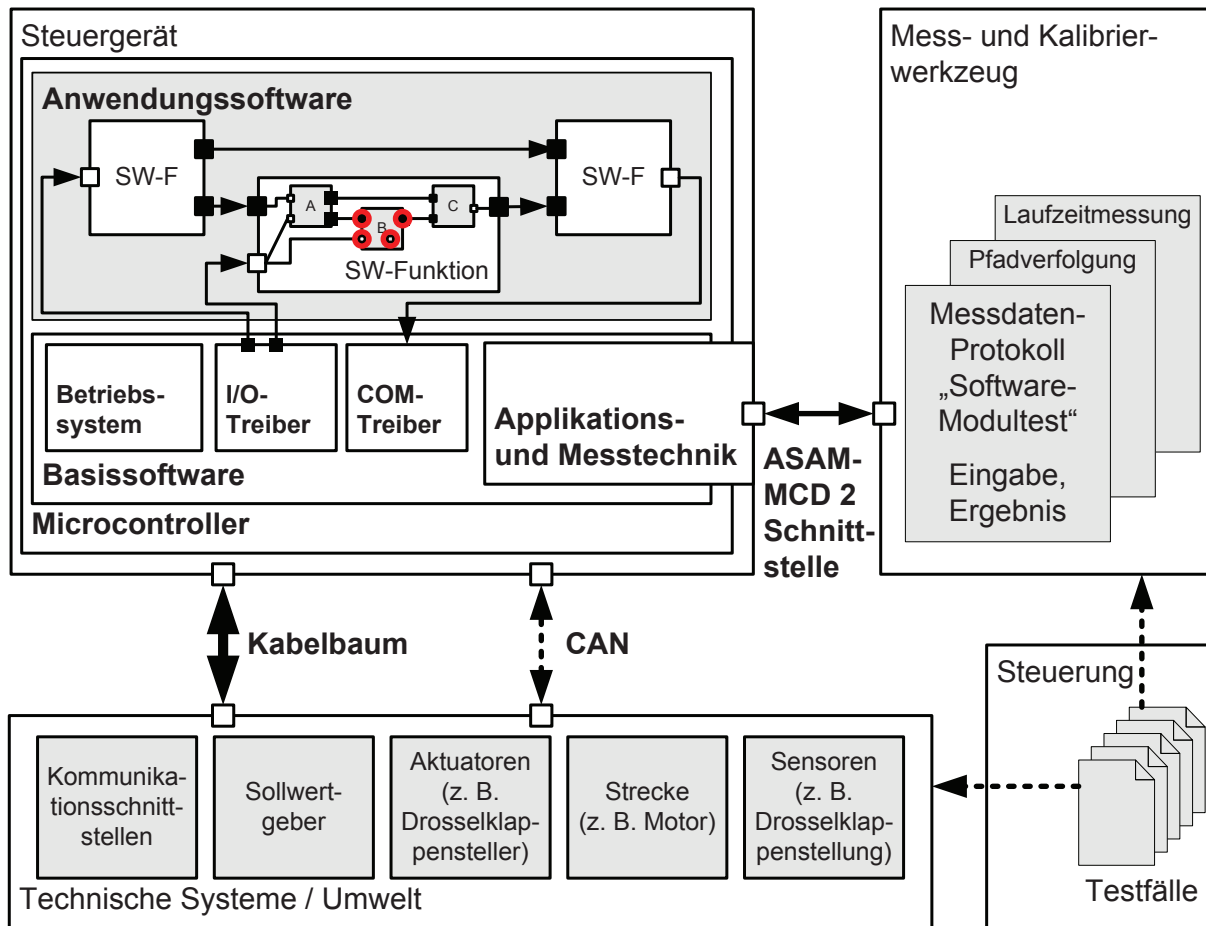 Steuergerät
Anwendungssoftware
SW-F
SW-F
A
B
C
SW-Funktion
Betriebs-
system
I/O-
Treiber
COM-
Treiber
Applikations-
und Messtechnik
Basissoftware
Microcontroller
ASAM-
MCD 2
Schnitt-
stelle
Mess- und Kalibrier-
werkzeug
Laufzeitmessung
Pfadverfolgung
Messdaten-
Protokoll
„Software-
Modultest“
Eingabe,
Ergebnis
Kabelbaum
CAN
Steuerung
Testfälle
Kommunika-
tionsschnitt-
stellen
Sollwert-
geber
Aktuatoren
(z. B.
Drosselklap-
pensteller)
Strecke
(z. B. Motor)
Sensoren
(z. B.
Drosselklap-
penstellung)
Technische Systeme / Umwelt